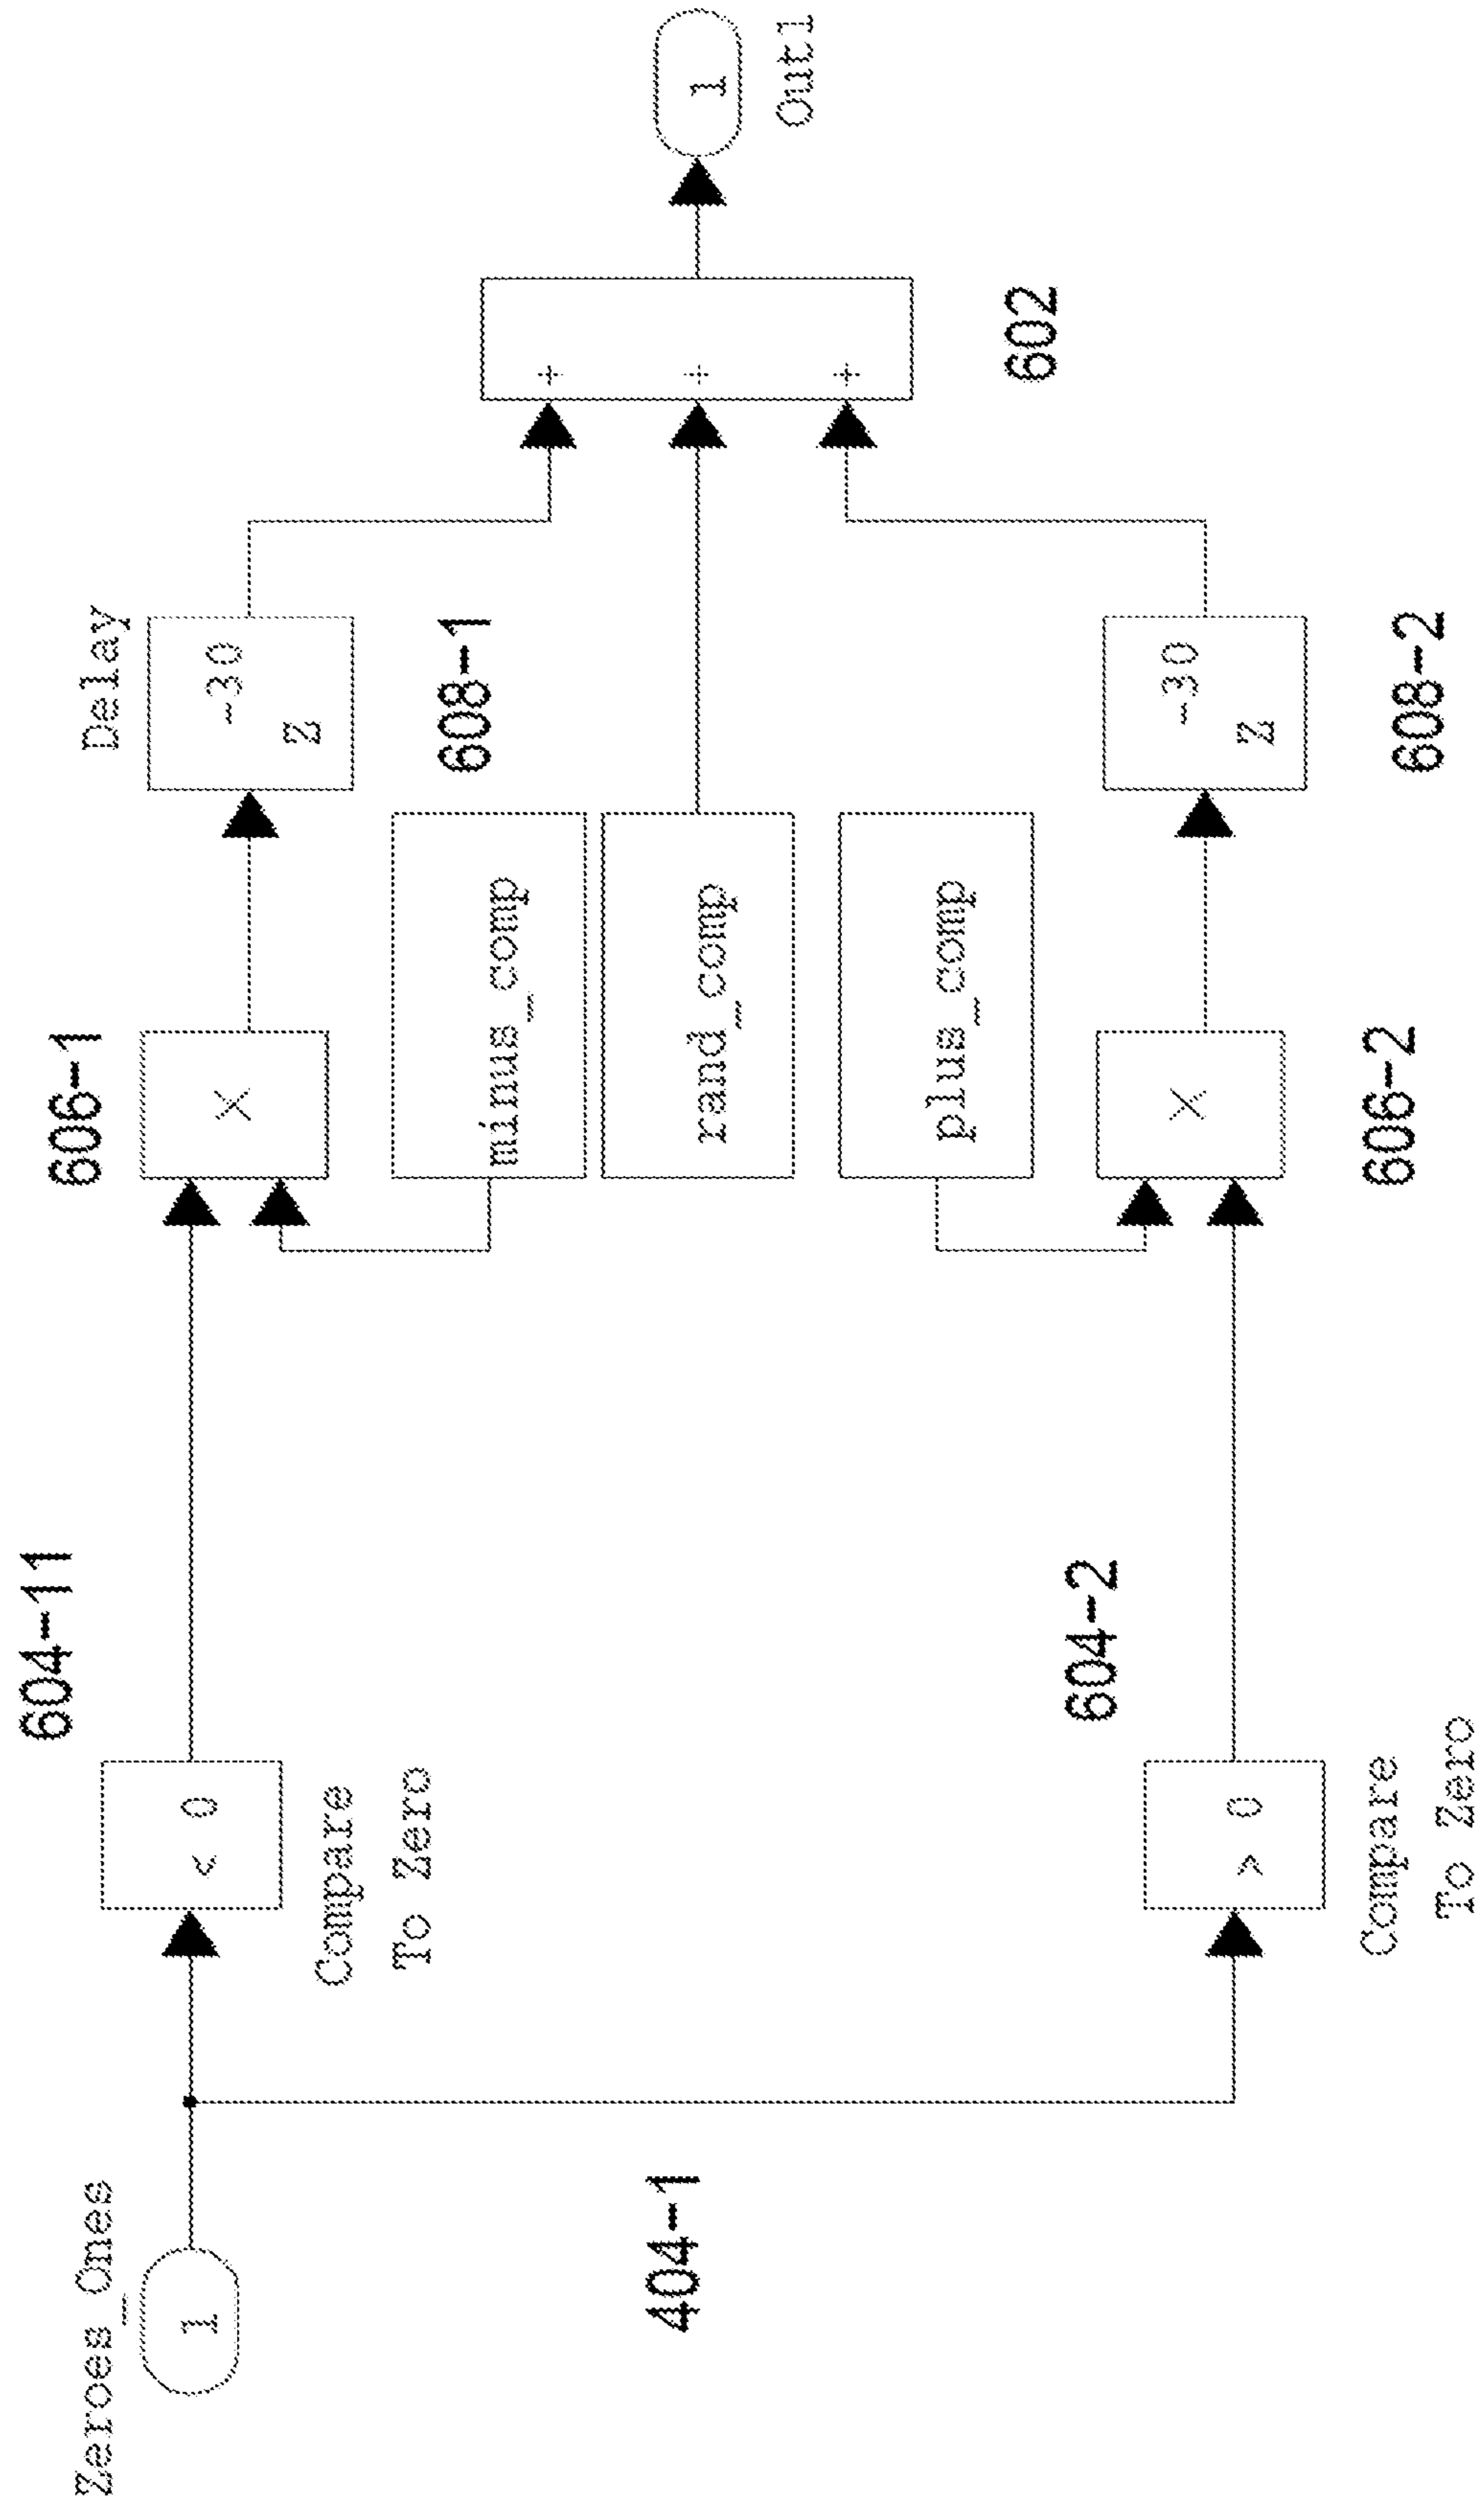 Zeroes_Ones
1
604-11
< 0
Compare
To Zero
606-1
X
Delay
-30
z
608-1
minus_comp
rand_comp
plus_comp
404-1
+
+
+
602
1
Out1
604-2
> 0
Compare
To Zero
606-2
X
-30
z
608-2